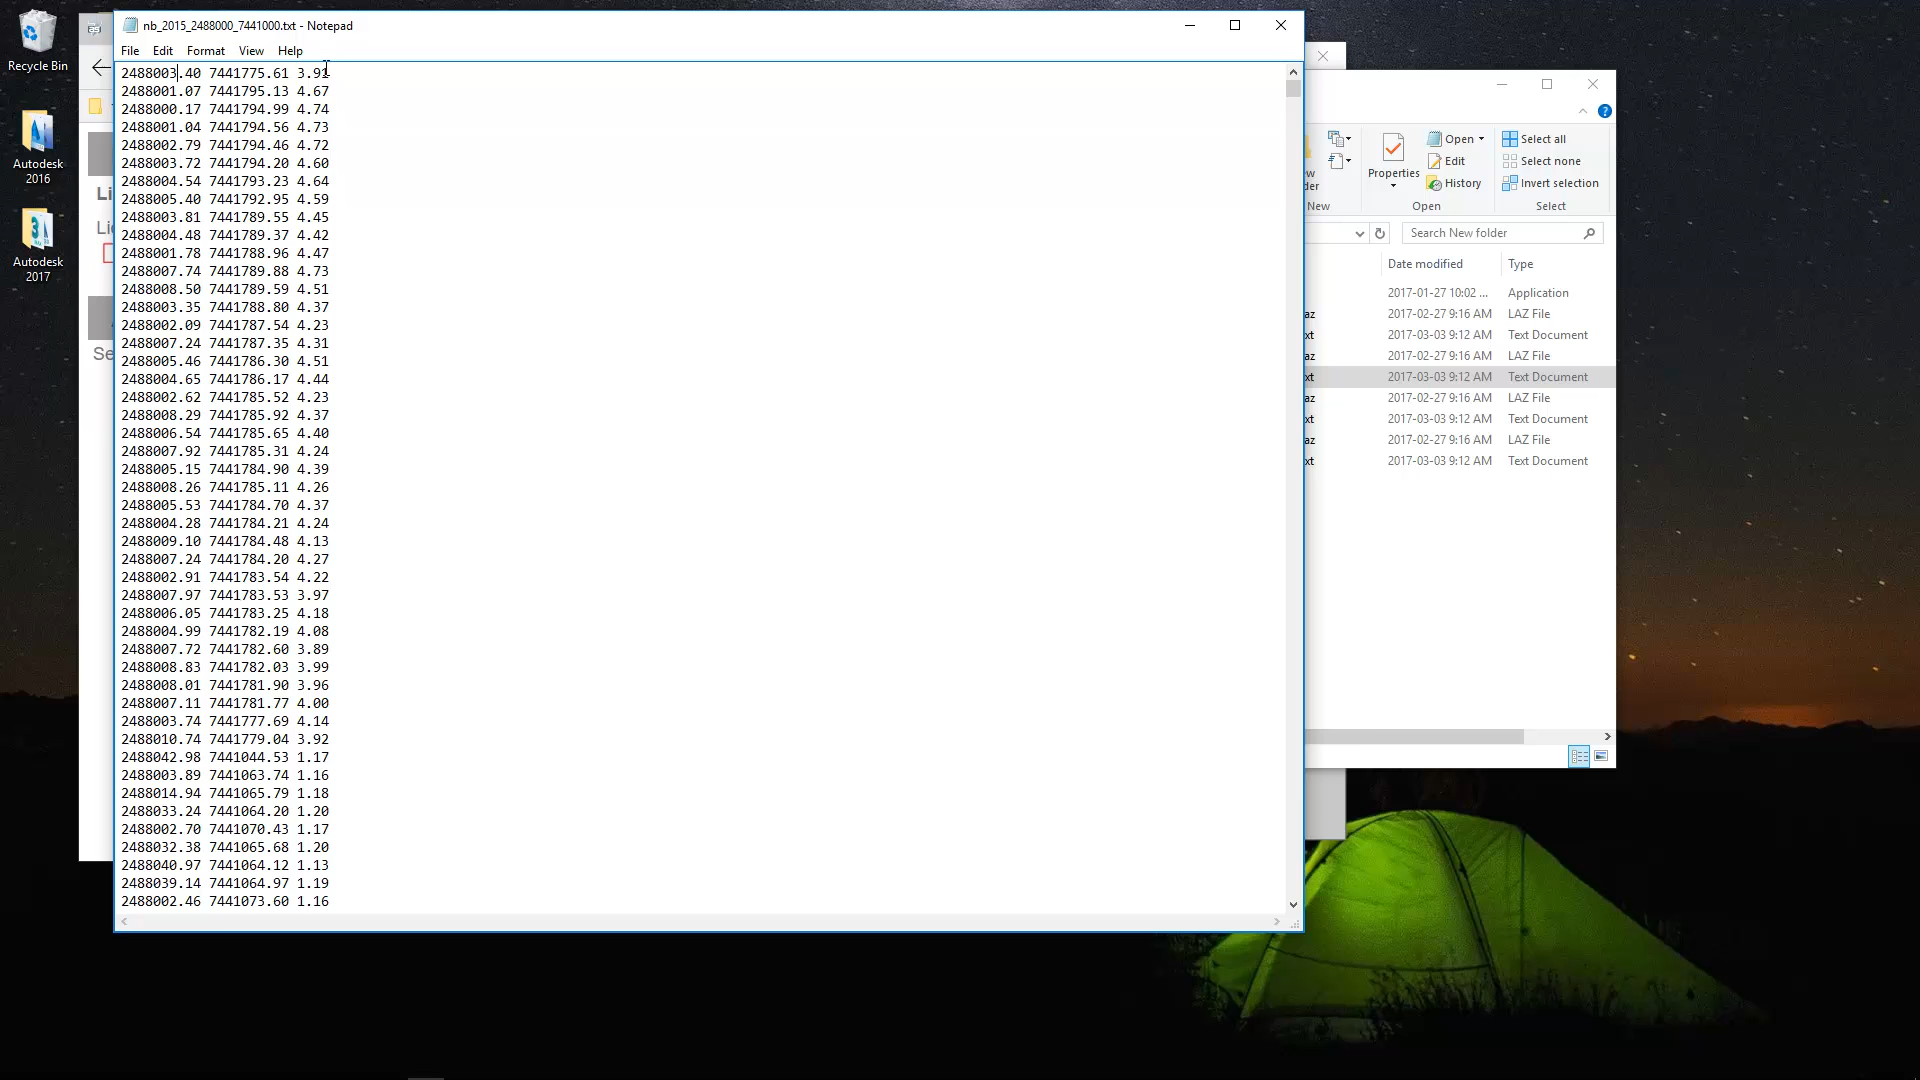 Recycle Bin
Autodesk
2016
Autodesk
2017
nb_2015_2488000_7441000.txt - Notepad
File Edit Format View Help
2488003.40 7441775.61 3.91
2488001.07 7441795.13 4.67
2488000.17 7441794.99 4.74
2488001.04 7441794.56 4.73
2488002.79 7441794.46 4.72
2488003.72 7441794.20 4.60
2488004.54 7441793.23 4.64
2488005.40 7441792.95 4.59
2488003.81 7441789.55 4.45
2488004.48 7441789.37 4.42
2488001.78 7441788.96 4.47
2488007.74 7441789.88 4.73
2488008.50 7441789.59 4.51
2488003.35 7441788.80 4.37
2488002.09 7441787.54 4.23
2488007.24 7441787.35 4.31
2488005.46 7441786.30 4.51
2488004.65 7441786.17 4.44
2488002.62 7441785.52 4.23
2488008.29 7441785.92 4.37
2488006.54 7441785.65 4.40
2488007.92 7441785.31 4.24
2488005.15 7441784.90 4.39
2488008.26 7441785.11 4.26
2488005.53 7441784.70 4.37
2488004.28 7441784.21 4.24
2488009.10 7441784.48 4.13
2488007.24 7441784.20 4.27
2488002.91 7441783.54 4.22
2488007.97 7441783.53 3.97
2488006.05 7441783.25 4.18
2488004.99 7441782.19 4.08
2488007.72 7441782.60 3.89
2488008.83 7441782.03 3.99
2488008.01 7441781.90 3.96
2488007.11 7441781.77 4.00
2488003.74 7441777.69 4.14
2488010.74 7441779.04 3.92
2488042.98 7441044.53 1.17
2488003.89 7441063.74 1.16
2488014.94 7441065.79 1.18
2488033.24 7441064.20 1.20
2488002.70 7441070.43 1.17
2488032.38 7441065.68 1.20
2488040.97 7441064.12 1.13
2488039.14 7441064.97 1.19
2488002.46 7441073.60 1.16
Li
Li
Se
Properties
Open
Edit
History
Select all
Select none
Invert selection
New
Open
Select
Search New folder
Date modified Type
2017-01-27 10:02 ... Application
az 2017-02-27 9:16 AM LAZ File
xt 2017-03-03 9:12 AM Text Document
az 2017-02-27 9:16 AM LAZ File
xt 2017-03-03 9:12 AM Text Document
az 2017-02-27 9:16 AM LAZ File
xt 2017-03-03 9:12 AM Text Document
az 2017-02-27 9:16 AM LAZ File
xt 2017-03-03 9:12 AM Text Document